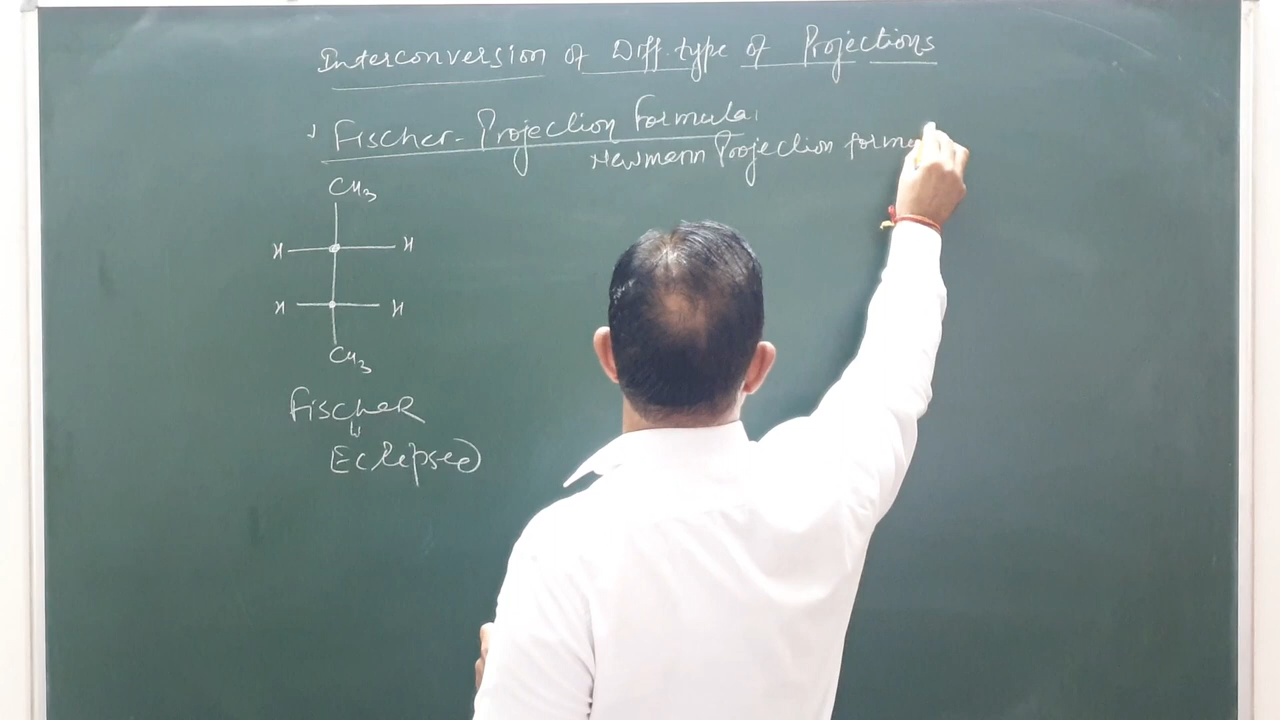 Interconversion of Diff. type of Projections
Fischer-Projection Formula
Newmann Projection formu
CH3
H H
H H
CH3
Fischer
Eclipsed